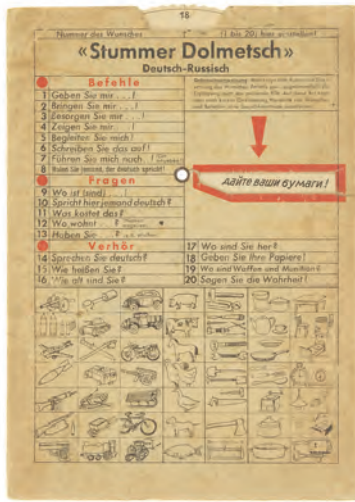 18
Nummer des Wunsches (1 bis 20) hier einstellen!
«Stummer Dolmetsch»
Deutsch-Russisch
Befehle
1 Geben Sie mir . . . !
2 Bringen Sie mir . . . !
3 Besorgen Sie mir . . . !
4 Zeigen Sie mir . . . !
5 Begleiten Sie mich!
6 Schreiben Sie das auf!
7 Führen Sie mich nach . !
8 Holen Sie jemand, der deutsch spricht!
Fragen
9 Wo ist (sind) . . . !
10 Spricht hier jemand deutsch?
11 Was kostet das?
12 Wo wohnt . . ?
13 Haben Sie . .
Verhör
14 Sprechen Sie deutsch?
15 Wie heißen Sie?
16 Wie alt sind Sie?
дайте ваши бумаги!
17 Wo sind Sie her?
18 Geben Sie Ihre Papiere!
19 Wo sind Waffen und Munition?
20 Sagen Sie die Wahrheit!